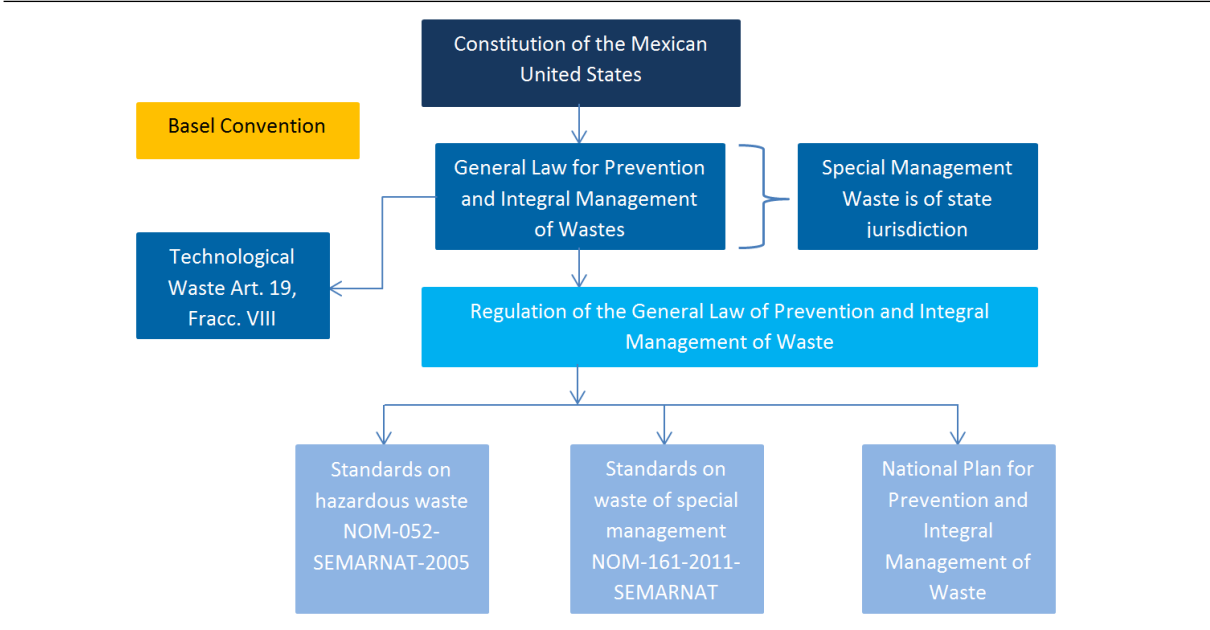 Constitution of the Mexican
United States
Basel Convention
General Law for Prevention
and Integral Management
of Wastes
Special Management
Waste is of state
jurisdiction
Technological
Waste Art. 19,
Fracc. VIII
Regulation of the General Law of Prevention and Integral
Management of Waste
Standards on
hazardous waste
NOM-052-
SEMARNAT-2005
Standards on
waste of special
management
NOM-161-2011-
SEMARNAT
National Plan for
Prevention and
Integral
Management of
Waste